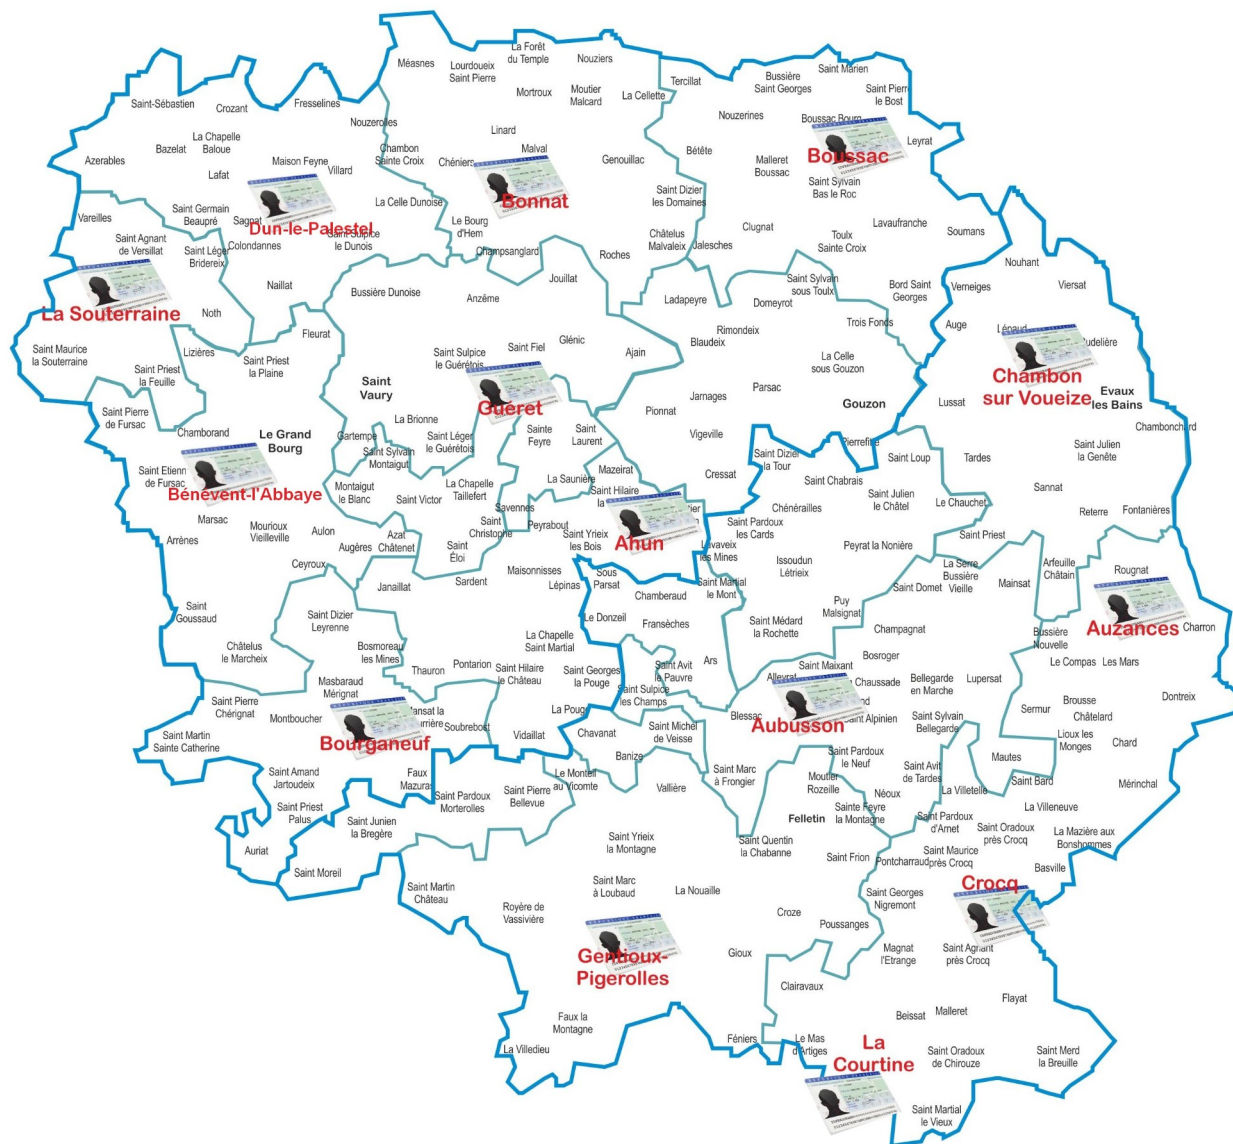 Méasnes
Lourdoueix
Saint Pierre
La Forêt
du Temple
Nouziers
Mortroux
Moutier
Malcard
La Cellette
Tercillat
Bussière
Saint Georges
Saint Marien
Saint Pierre
le Bost
Saint-Sébastien
Crozant
Fresselines
Nouzerolles
Nouzerines
Boussac Bourg
Boussac
Leyrat
Azerables
Bazelat
La Chapelle
Baloue
Lafat
Maison Feyne
Villard
Chambon
Sainte Croix
Linard
Malval
Chéniers
Bonnat
Genouillac
Bétête
Malleret
Boussac
Saint Sylvain
Bas le Roc
Vareilles
Saint Germain
Beaupré
Sagnat
Dun-le-Palestel
Colondannes
Saint Sulpice
le Dunois
La Celle Dunoise
Le Bourg
d'Hem
Champsanglard
Saint Dizier
les Domaines
Châtelus
Malvaleix
Jalesches
Clugnat
Toulx
Sainte Croix
Lavaufranche
Soumans
Saint Agnant
de Versillat
Saint Léger
Bridereix
La Souterraine
Naillat
Noth
Bussière Dunoise
Anzême
Jouillat
Roches
Ladapeyre
Domeyrot
Saint Sylvain
sous Toulx
Bord Saint
Georges
Trois Fonds
Nouhant
Verneiges
Viersat
Auge
Lépaud
Budelière
Chambon
sur Voueize
Evaux
les Bains
Saint Maurice
la Souterraine
Lizières
Fleurat
Saint Priest
la Feuille
Saint Priest
la Plaine
Saint
Vaury
Saint Sulpice
le Guérétois
Saint Fiel
Glénic
Ajain
Blaudeix
Rimondeix
La Celle
sous Gouzon
Parsac
Jarnages
Gouzon
Lussat
Saint Pierre
de Fursac
Chamborand
Le Grand
Bourg
La Brionne
Guéret
Gartempe
Saint Sylvain
Montaigut
Saint Léger
le Guérétois
Sainte
Feyre
Saint
Laurent
Pionnat
Vigeville
Pierrefitte
Chambonchard
Saint Julien
la Genête
Saint Etienne
de Fursac
Bénévent-l'Abbaye
Montaigut
le Blanc
Saint Victor
La Chapelle
Taillefert
La Saunière
Mazeirat
Cressat
Saint Dizier
la Tour
Saint Chabrais
Saint Loup
Tardes
Sannat
Marsac
Mourioux
Vieilleville
Arrènes
Aulon
Augères
Azat
Châtenet
Savennes
Saint
Christophe
Peyrabout
Saint Yrieix
les Bois
Ahun
Chénérailles
Saint Julien
le Châtel
Le Chauchet
Reterre
Fontanières
Saint Pardoux
les Cards
Lavaveix
les Mines
Ceyroux
Janaillat
Saint
Éloi
Sardent
Maisonnisses
Lépinas
Sous
Parsat
Chamberaud
Saint Martial
le Mont
Issoudun
Létrieix
Peyrat la Nonière
Saint Priest
La Serre
Bussière
Vieille
Mainsat
Arfeuille
Châtain
Rougnat
Saint
Goussaud
Saint Dizier
Leyrenne
Bosmoreau
les Mines
Le Donzeil
Fransèches
Puy
Malsignat
Saint Domet
Auzances
Charron
Châtelus
le Marcheix
Masbaraud
Mérignat
Thauron
Pontarion
La Chapelle
Saint Martial
Saint Hilaire
le Château
Saint Georges
la Pouge
Saint Avit
le Pauvre
Ars
Saint Médard
la Rochette
Champagnat
Bosroger
Bussière
Nouvelle
Le Compas
Les Mars
Dontreix
Saint Pierre
Chérignat
Montboucher
Bourganeuf
Soubrebost
Vidaillat
La Pouge
Saint Sulpice
les Champs
Alleyrat
Saint Maixant
Aubusson
Blessac
Saint Alpinien
Bellegarde
en Marche
Lupersat
Saint Sylvain
Bellegarde
Sermur
Brousse
Châtelard
Lioux les
Monges
Chard
Saint Martin
Sainte Catherine
Saint Amand
Jartoudeix
Faux
Mazuras
Saint Pardoux
Morterolles
Saint Pierre
Bellevue
Le Monteil
au Vicomte
Chavanat
Banize
Saint Michel
de Veisse
Vallière
Saint Marc
à Frongier
Moutier
Rozeille
Saint Pardoux
le Neuf
Néoux
Saint Avit
de Tardes
La Villetelle
Mautes
Saint Bard
Mérinchal
Saint Priest
Palus
Auriat
Saint Junien
la Bregère
Saint Moreil
Saint Yrieix
la Montagne
Felletin
Sainte Feyre
la Montagne
Saint Pardoux
d'Arnet
Saint Oradoux
près Crocq
La Villeneuve
La Mazière aux
Bonshommes
Saint Quentin
la Chabanne
Saint Frion
Pontcharraud
Saint Maurice
près Crocq
Basville
Crocq
Saint Martin
Château
Royère de
Vassivière
Saint Marc
à Loubaud
La Nouaille
Croze
Poussanges
Saint Georges
Nigremont
Gentioux-
Pigerolles
Gioux
Magnat
l'Etrange
Saint Agnant
près Crocq
Clairavaux
Faux la
Montagne
La Villedieu
Féniers
Le Mas
d'Artiges
Beissat
Malleret
Flayat
La
Courtine
Saint Oradoux
de Chirouze
Saint Merd
la Breuille
Saint Martial
le Vieux